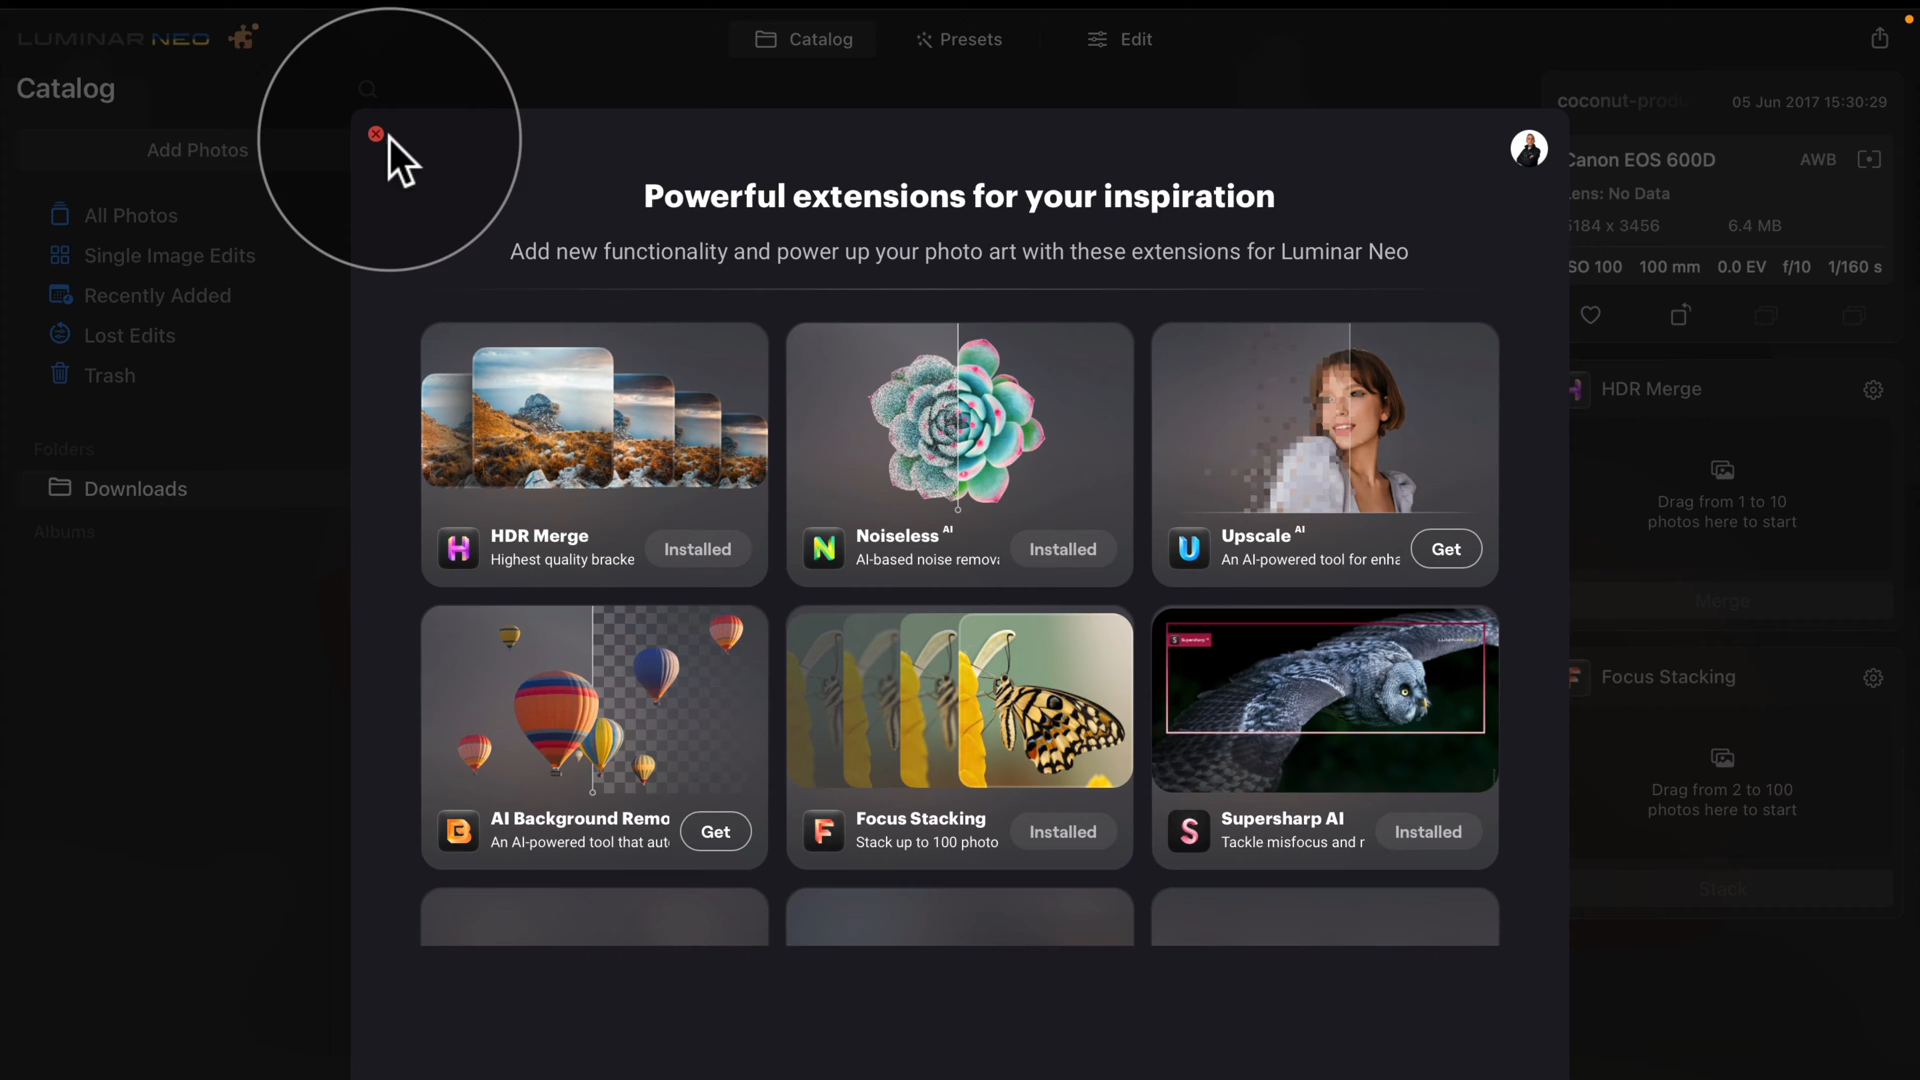 LUMINAR NEO
Catalog
Presets
Edit
Catalog
Add Photos
All Photos
Single Image Edits
Recently Added
Lost Edits
Trash
Folders
Downloads
Albums
Powerful extensions for your inspiration
Add new functionality and power up your photo art with these extensions for Luminar Neo
HDR Merge
Highest quality bracke
Installed
Noiseless AI
AI-based noise remova
Installed
Upscale AI
An AI-powered tool for enha
Get
AI Background Remo
An AI-powered tool that aut
Get
Focus Stacking
Stack up to 100 photo
Installed
Supersharp AI
Tackle misfocus and r
Installed
coconut-produ
05 Jun 2017 15:30:29
Canon EOS 600D
AWB
Lens: No Data
5184 x 3456
6.4 MB
ISO 100
100 mm
0.0 EV
f/10
1/160 s
HDR Merge
Drag from 1 to 10
photos here to start
Merge
Focus Stacking
Drag from 2 to 100
photos here to start
Stack